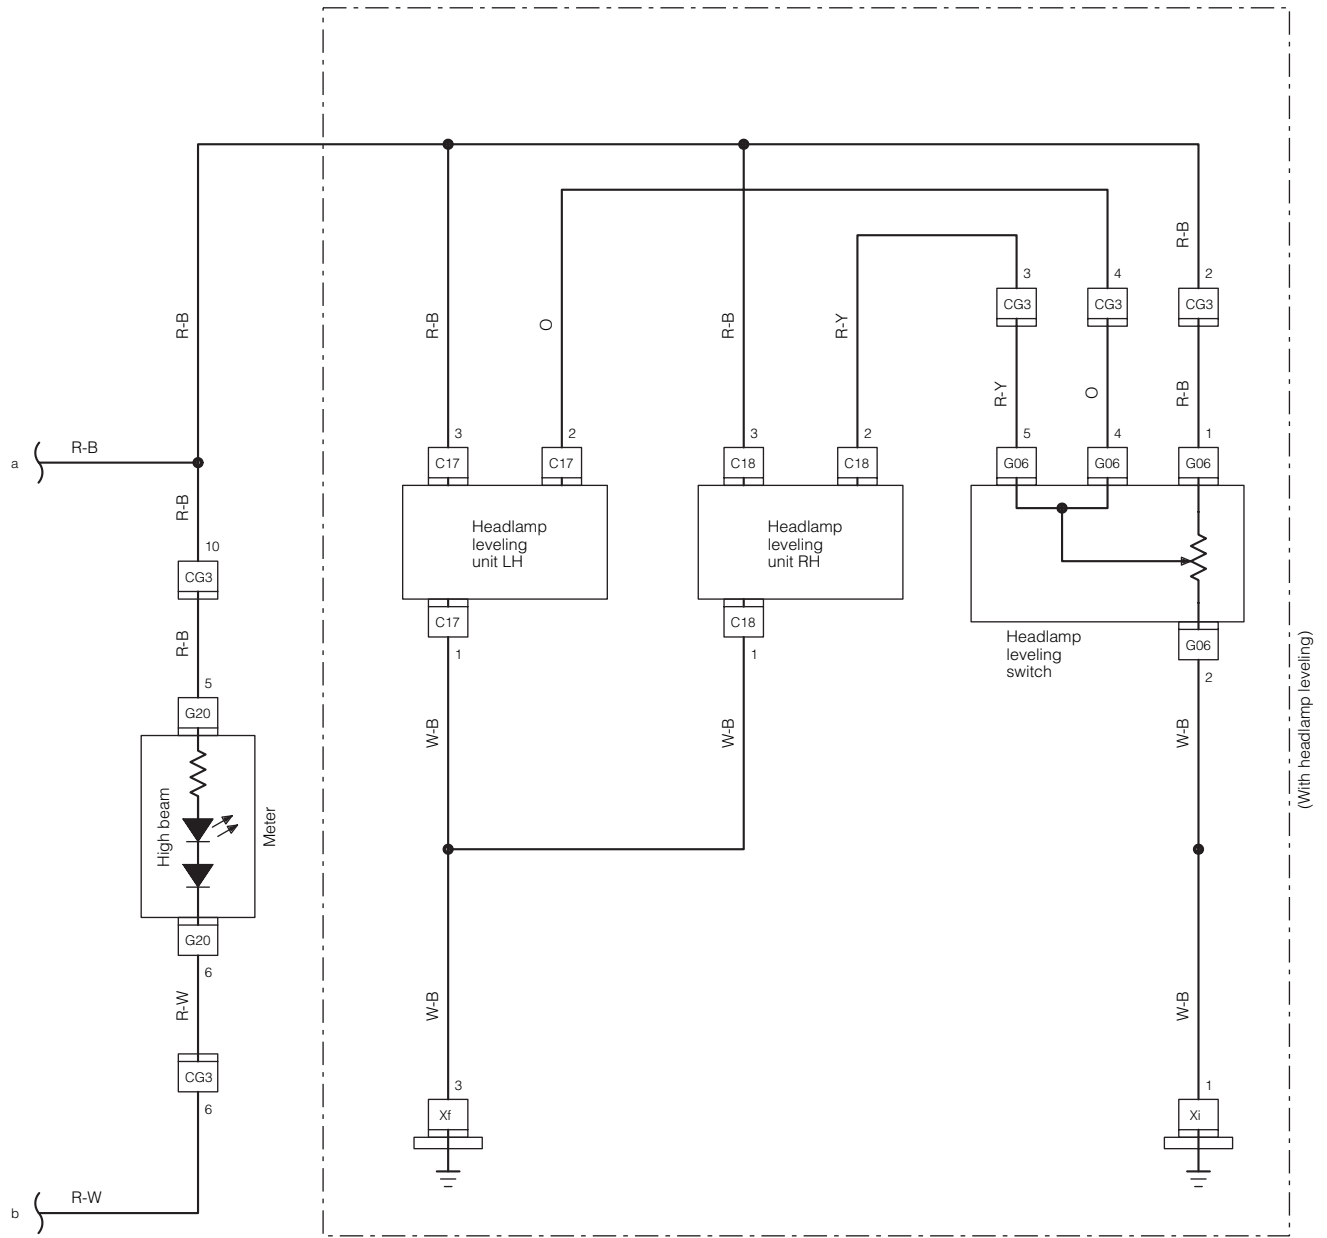 R-B
3
4
2
CG3
CG3
CG3
R-B
R-B
O
R-B
R-Y
R-Y
O
R-B
a
R-B
3
2
3
2
5
4
1
C17
C17
C18
C18
G06
G06
G06
R-B
Headlamp
leveling
unit LH
Headlamp
leveling
unit RH
10
CG3
C17
C18
1
1
Headlamp
leveling
switch
G06
2
R-B
5
G20
W-B
W-B
W-B
(With headlamp leveling)
High beam
Meter
G20
6
R-W
W-B
W-B
CG3
6
3
Xf
1
Xi
b
R-W